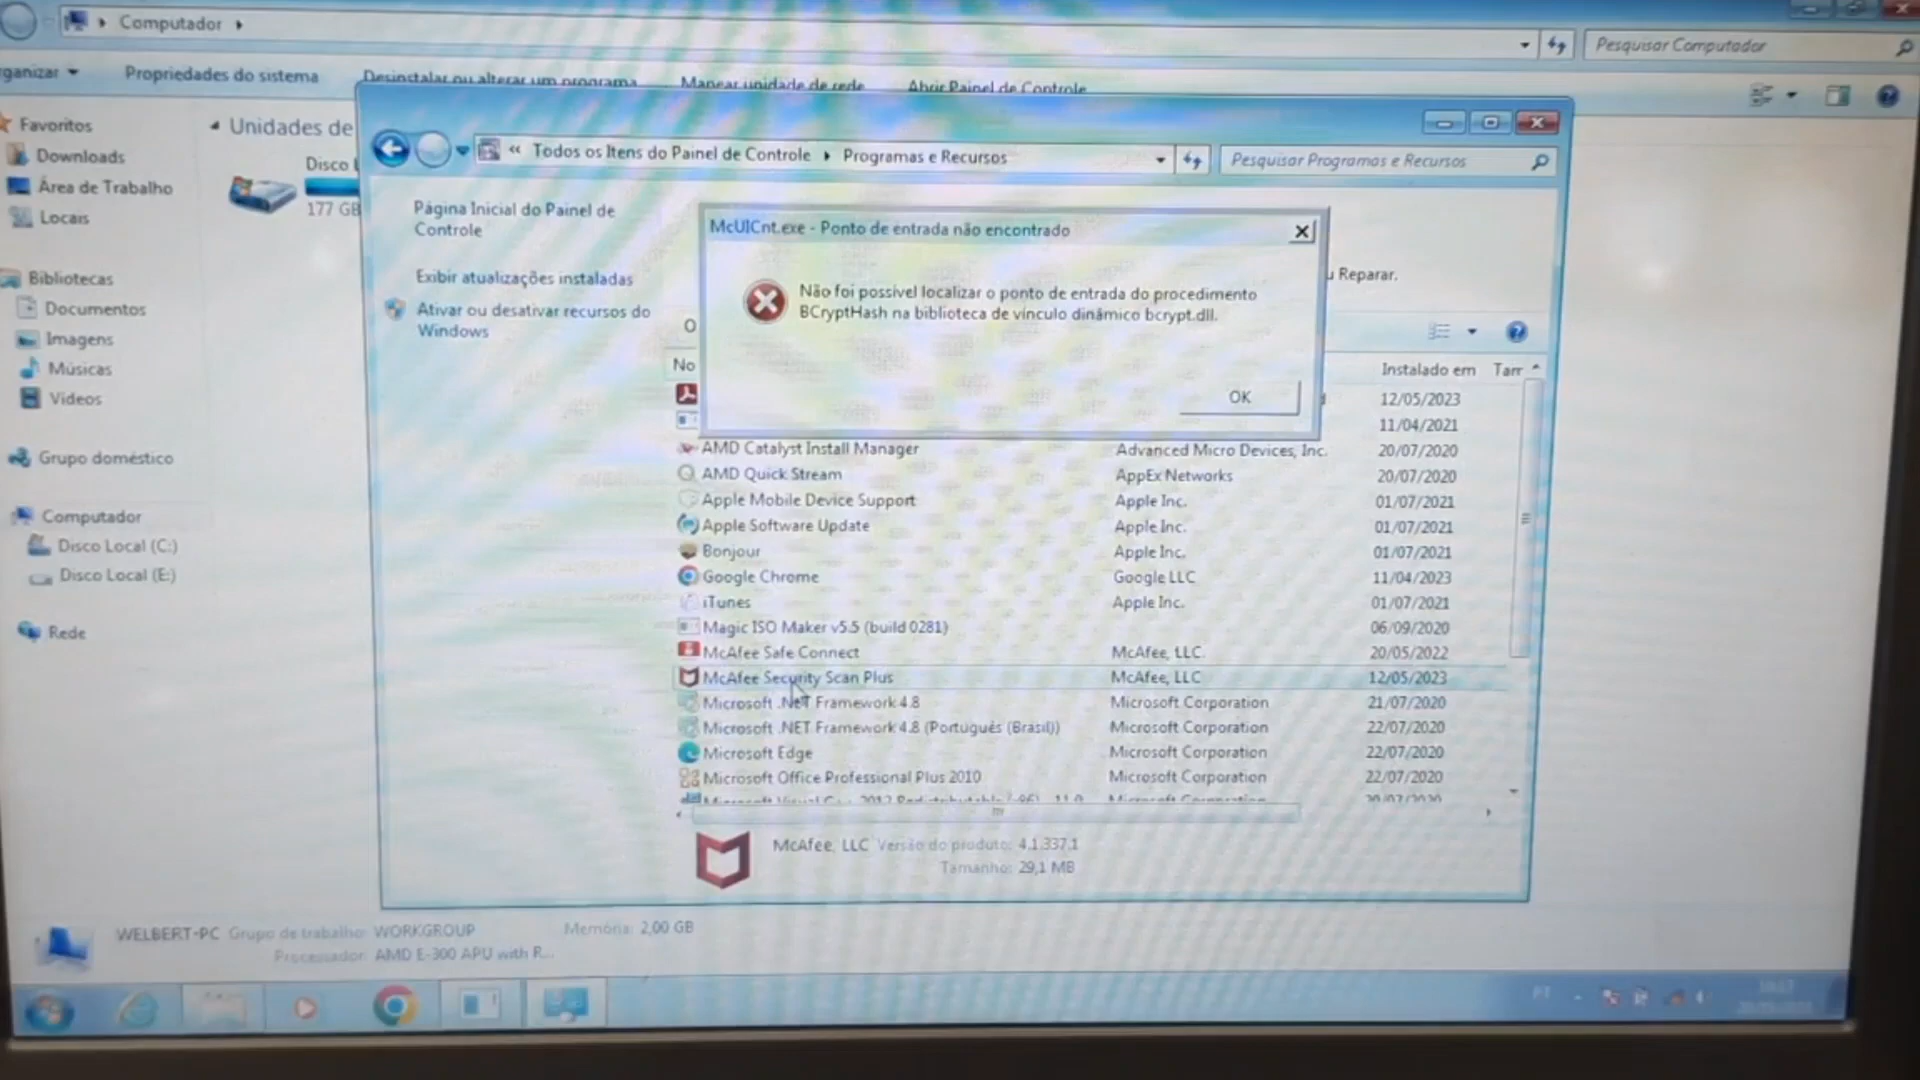 Computador
Pesquisar Computador
Propriedades do sistema
Desinstalar ou alterar um programa
Mapear unidade de rede
Abrir Painel de Controle
Favoritos
Downloads
Área de Trabalho
Locais
Bibliotecas
Documentos
Imagens
Músicas
Vídeos
Grupo doméstico
Computador
Disco Local (C:)
Disco Local (E:)
Rede
Unidades de
Disco L
177 GB
« Todos os Itens do Painel de Controle
Programas e Recursos
Pesquisar Programas e Recursos
Página Inicial do Painel de
Controle
Exibir atualizações instaladas
Ativar ou desativar recursos do
Windows
McUICnt.exe - Ponto de entrada não encontrado
Não foi possível localizar o ponto de entrada do procedimento
BCryptHash na biblioteca de vínculo dinâmico bcrypt.dll.
OK
u Reparar.
O
No
Instalado em
Tam
12/05/2023
11/04/2021
AMD Catalyst Install Manager Advanced Micro Devices, Inc. 20/07/2020
AMD Quick Stream AppEx Networks 20/07/2020
Apple Mobile Device Support Apple Inc. 01/07/2021
Apple Software Update Apple Inc. 01/07/2021
Bonjour Apple Inc. 01/07/2021
Google Chrome Google LLC 11/04/2023
iTunes Apple Inc. 01/07/2021
Magic ISO Maker v5.5 (build 0281) 06/09/2020
McAfee Safe Connect McAfee, LLC. 20/05/2022
McAfee Security Scan Plus McAfee, LLC 12/05/2023
Microsoft .NET Framework 4.8 Microsoft Corporation 21/07/2020
Microsoft .NET Framework 4.8 (Português (Brasil)) Microsoft Corporation 22/07/2020
Microsoft Edge Microsoft Corporation 22/07/2020
Microsoft Office Professional Plus 2010 Microsoft Corporation 22/07/2020
McAfee, LLC Versão do produto: 4.1.337.1
Tamanho: 29,1 MB
WELBERT-PC Grupo de trabalho: WORKGROUP Memória: 2,00 GB
Processador: AMD E-300 APU with R...
PT